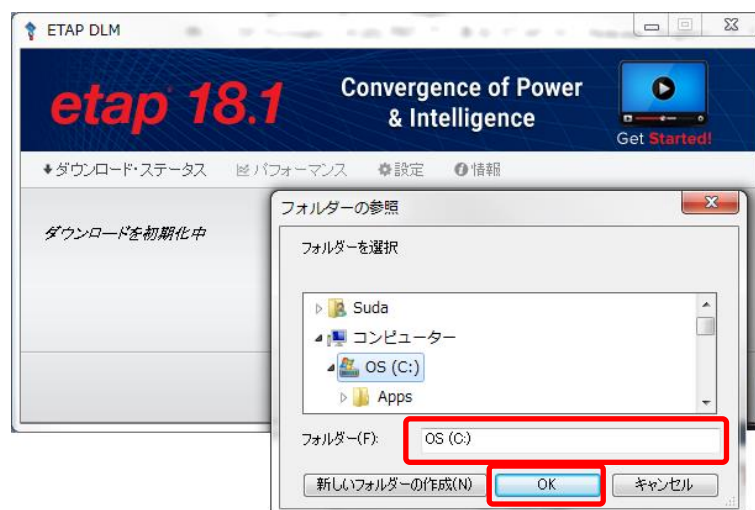 ETAP DLM
etap 18.1
Convergence of Power
& Intelligence
Get Started!
ダウンロード・ステータス パフォーマンス 設定 情報
ダウンロードを初期化中
フォルダーの参照
フォルダーを選択
Suda
コンピューター
OS (C:)
Apps
フォルダー(F): OS (C:)
新しいフォルダーの作成(N) OK キャンセル